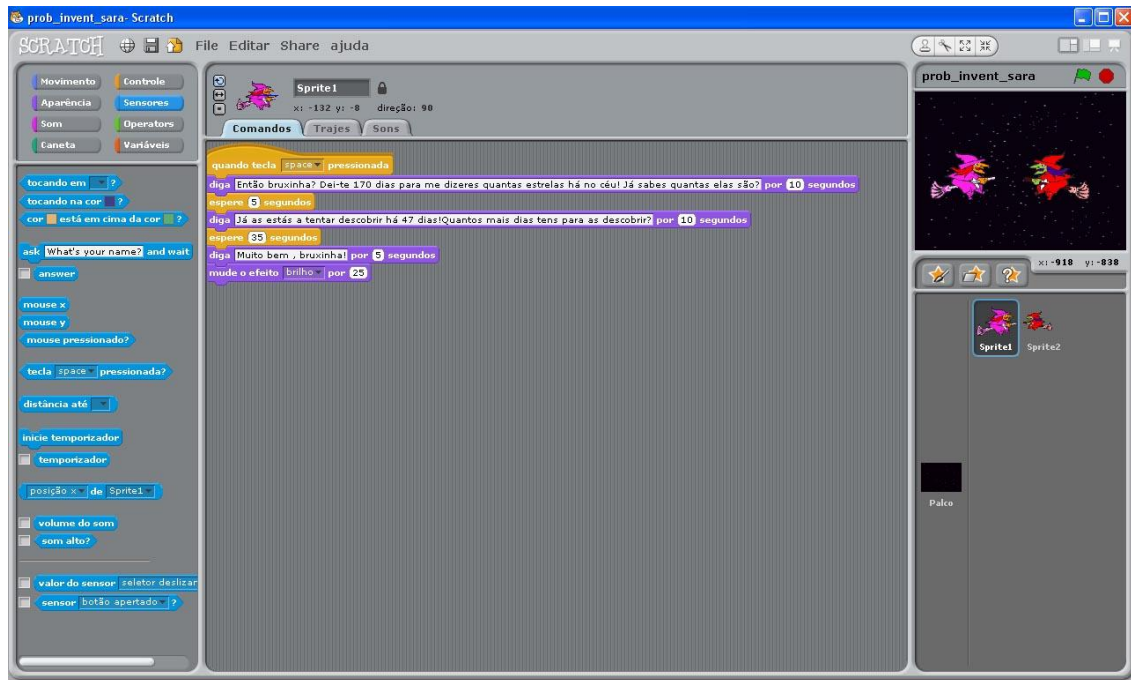 prob_invent_sara- Scratch
SCRATCH File Editar Share ajuda
Movimento Controle
Aparência Sensores
Som Operators
Caneta Variáveis
tocando em ?
tocando na cor ?
cor está em cima da cor ?
ask What's your name? and wait
answer
mouse x
mouse y
mouse pressionado?
tecla space pressionada?
distância até
inicie temporizador
temporizador
posição x de Sprite1
volume do som
som alto?
valor do sensor seletor deslizar
sensor botão apertado ?
Sprite1
x: -132 y: -8 direção: 90
Comandos Trajes Sons
quando tecla space pressionada
diga Então bruxinha? Dei-te 170 dias para me dizeres quantas estrelas há no céu! Já sabes quantas elas são? por 10 segundos
espere 5 segundos
diga Já as estás a tentar descobrir há 47 dias!Quantos mais dias tens para as descobrir? por 10 segundos
espere 35 segundos
diga Muito bem , bruxinha! por 5 segundos
mude o efeito brilho por 25
prob_invent_sara
x: -918 y: -838
Sprite1 Sprite2
Palco